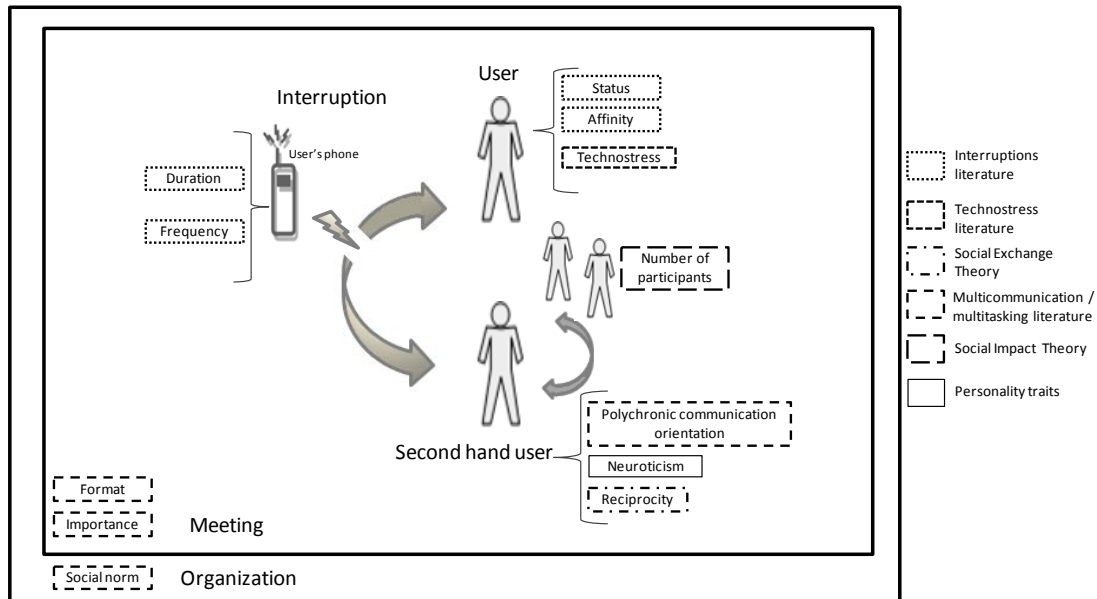 User
Status
Affinity
Technostress
Interruption
User's phone
Duration
Frequency
Number of
participants
Polychronic communication
orientation
Second hand user
Neuroticism
Reciprocity
Format
Importance
Meeting
Social norm
Organization
Interruptions
literature
Technostress
literature
Social Exchange
Theory
Multicommunication /
multitasking literature
Social Impact Theory
Personality traits